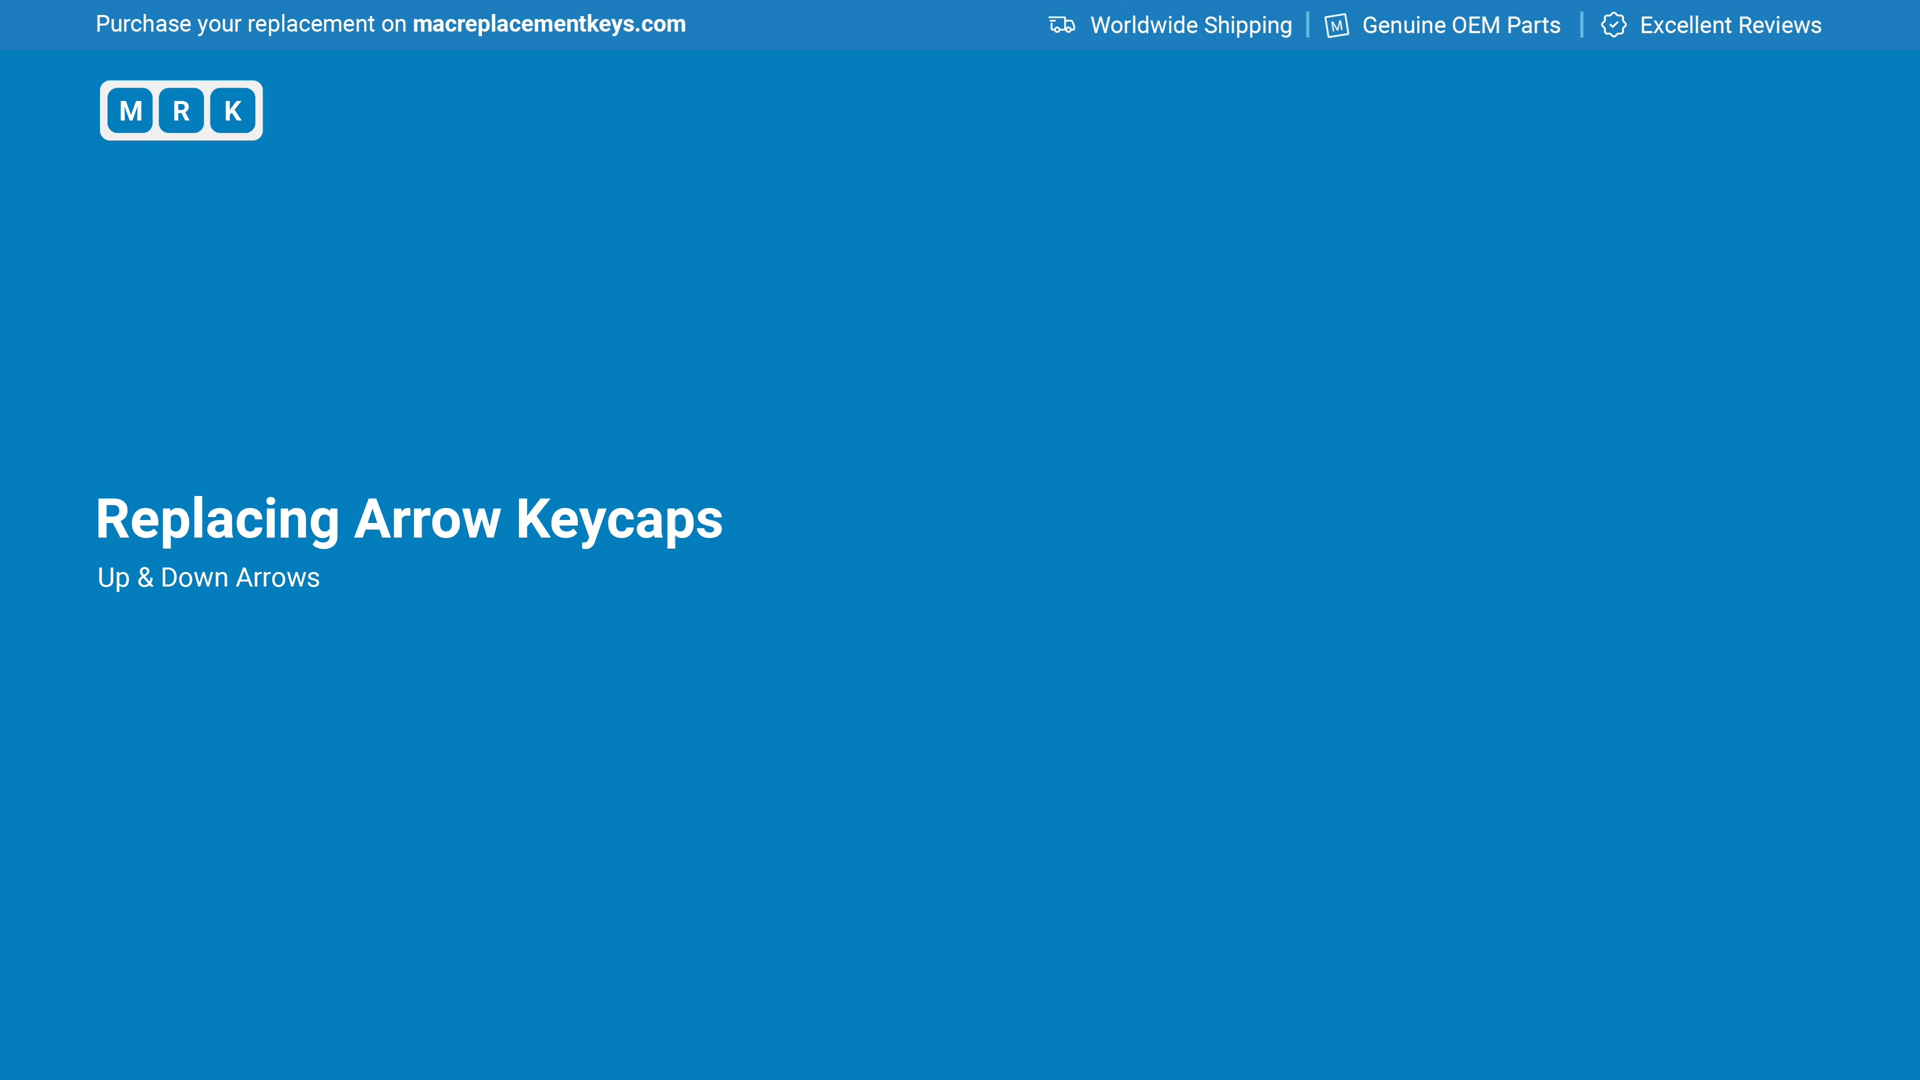 Purchase your replacement on macreplacementkeys.com
Worldwide Shipping
M
Genuine OEM Parts
Excellent Reviews
M R K
Replacing Arrow Keycaps
Up & Down Arrows